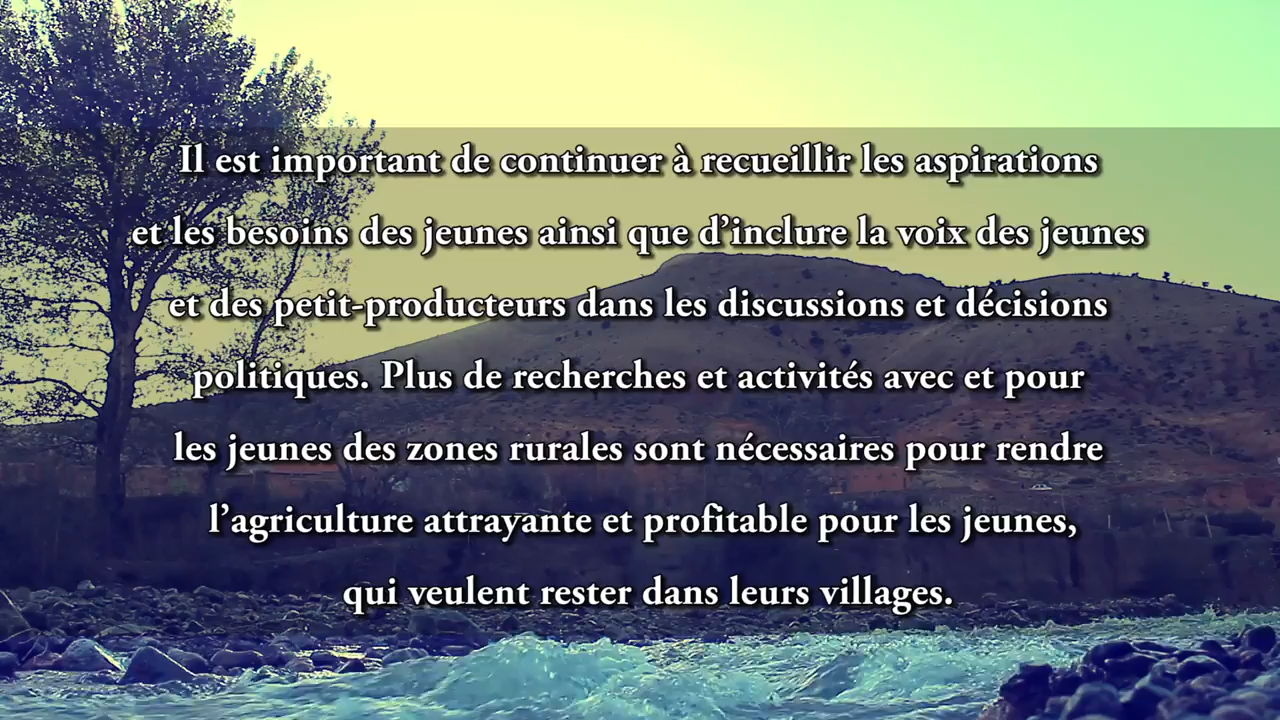 Il est important de continuer à recueillir les aspirations
et les besoins des jeunes ainsi que d’inclure la voix des jeunes
et des petit-producteurs dans les discussions et décisions
politiques. Plus de recherches et activités avec et pour
les jeunes des zones rurales sont nécessaires pour rendre
l’agriculture attrayante et profitable pour les jeunes,
qui veulent rester dans leurs villages.